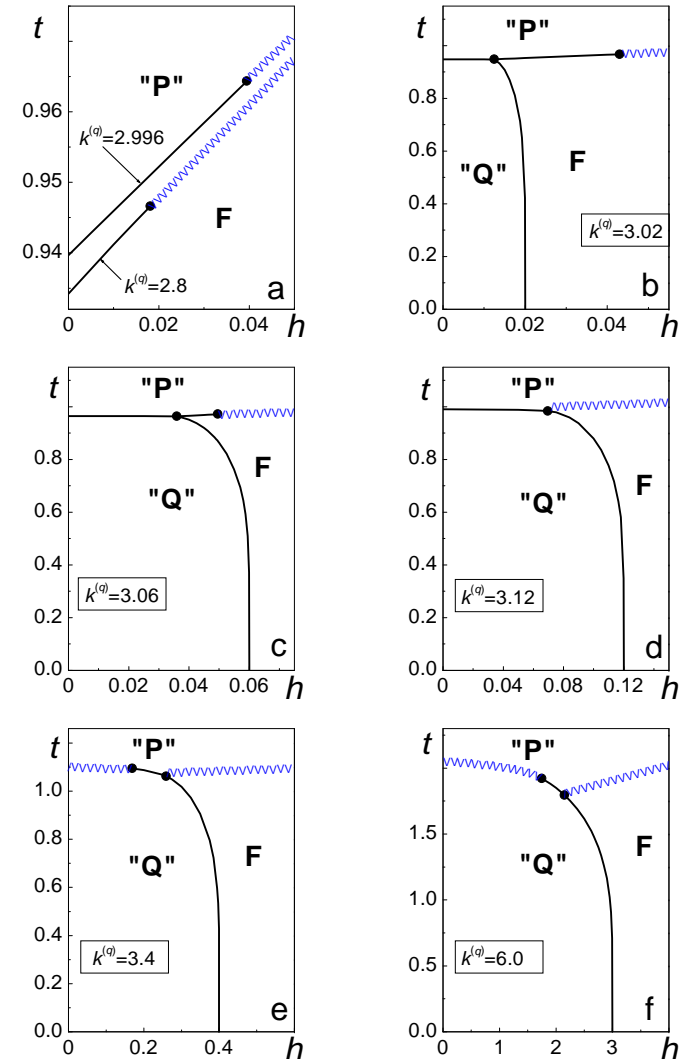 t
"P"
0.96
k(q)=2.996
0.95
F
0.94
k(q)=2.8
a
0 0.02 0.04 h
t
"P"
0.8
0.6
"Q" F
0.4
k(q)=3.02
0.2
b
0.0
0 0.02 0.04 h
t
"P"
0.8
F
"Q"
0.6
0.4
k(q)=3.06
0.2
c
0.0
0 0.02 0.04 0.06 h
t
"P"
0.8
F
"Q"
0.6
0.4
k(q)=3.12
0.2
d
0.0
0 0.04 0.08 0.12 h
t
"P"
1.0
0.8
"Q" F
0.6
0.4
k(q)=3.4
0.2
e
0.0
0 0.2 0.4 h
t
"P"
1.5
F
"Q"
1.0
0.5
k(q)=6.0
f
0.0
0 1 2 3 h